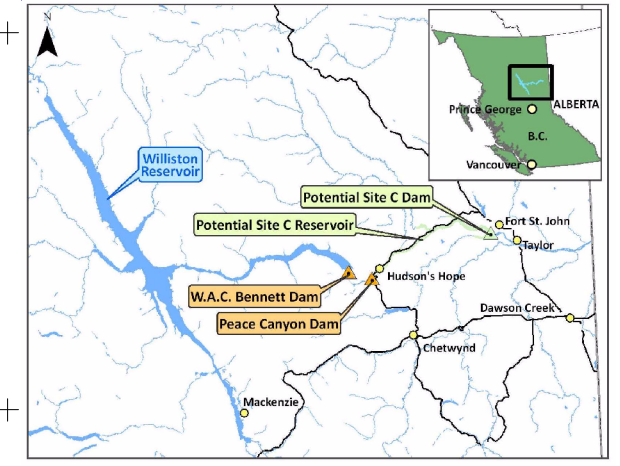 N
ALBERTA
Prince George
B.C.
Vancouver
Williston
Reservoir
Potential Site C Dam
Potential Site C Reservoir
Fort St. John
Taylor
Hudson's Hope
W.A.C. Bennett Dam
Peace Canyon Dam
Dawson Creek
Chetwynd
Mackenzie